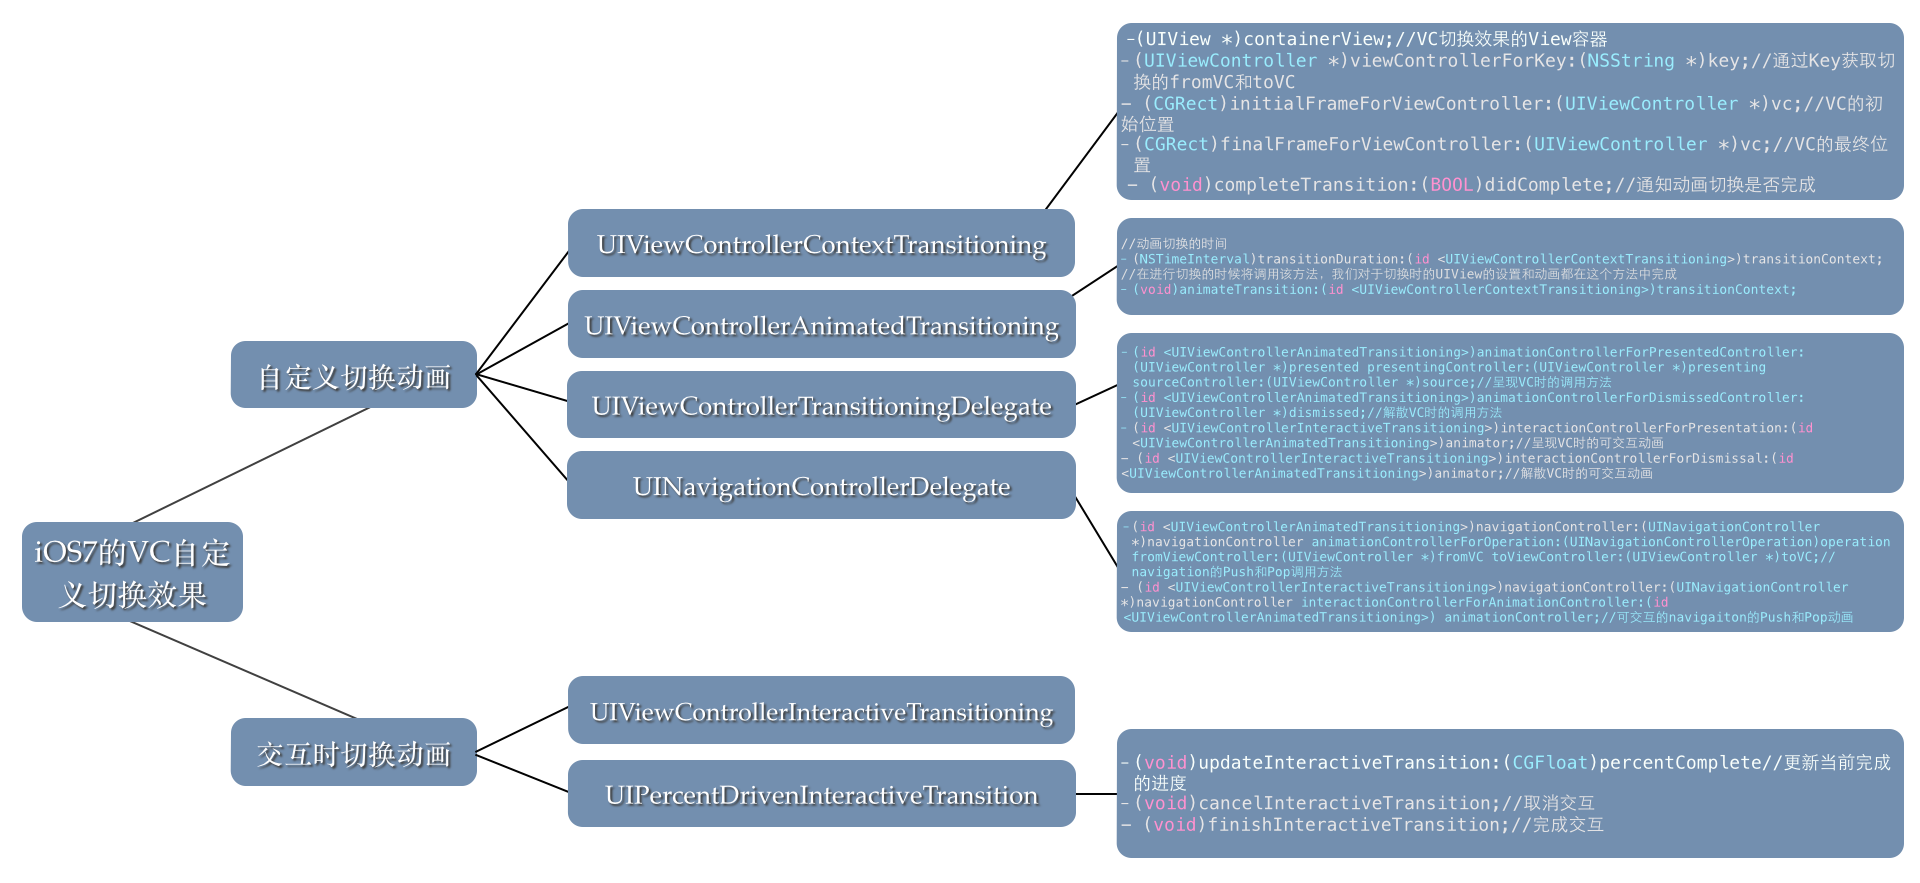 iOS7的VC自定
义切换效果
自定义切换动画
UIViewControllerContextTransitioning
-(UIView *)containerView;//VC切换效果的View容器
-(UIViewController *)viewControllerForKey:(NSString *)key;//通过Key获取切
换的fromVC和toVC
- (CGRect)initialFrameForViewController:(UIViewController *)vc;//VC的初
始位置
-(CGRect)finalFrameForViewController:(UIViewController *)vc;//VC的最终位
置
- (void)completeTransition:(BOOL)didComplete;//通知动画切换是否完成
UIViewControllerAnimatedTransitioning
//动画切换的时间
- (NSTimeInterval)transitionDuration:(id <UIViewControllerContextTransitioning>)transitionContext;
//在进行切换的时候将调用该方法，我们对于切换时的UIView的设置和动画都在这个方法中完成
- (void)animateTransition:(id <UIViewControllerContextTransitioning>)transitionContext;
UIViewControllerTransitioningDelegate
- (id <UIViewControllerAnimatedTransitioning>)animationControllerForPresentedController:
(UIViewController *)presented presentingController:(UIViewController *)presenting
sourceController:(UIViewController *)source;//呈现VC时的调用方法
- (id <UIViewControllerAnimatedTransitioning>)animationControllerForDismissedController:
(UIViewController *)dismissed;//解散VC时的调用方法
- (id <UIViewControllerInteractiveTransitioning>)interactionControllerForPresentation:(id
<UIViewControllerAnimatedTransitioning>)animator;//呈现VC时的可交互动画
- (id <UIViewControllerInteractiveTransitioning>)interactionControllerForDismissal:(id
<UIViewControllerAnimatedTransitioning>)animator;//解散VC时的可交互动画
UINavigationControllerDelegate
-(id <UIViewControllerAnimatedTransitioning>)navigationController:(UINavigationController
*)navigationController animationControllerForOperation:(UINavigationControllerOperation)operation
fromViewController:(UIViewController *)fromVC toViewController:(UIViewController *)toVC;//
navigation的Push和Pop调用方法
- (id <UIViewControllerInteractiveTransitioning>)navigationController:(UINavigationController
*)navigationController interactionControllerForAnimationController:(id
<UIViewControllerAnimatedTransitioning>) animationController;//可交互的navigaiton的Push和Pop动画
交互时切换动画
UIViewControllerInteractiveTransitioning
UIPercentDrivenInteractiveTransition
-(void)updateInteractiveTransition:(CGFloat)percentComplete//更新当前完成
的进度
-(void)cancelInteractiveTransition;//取消交互
- (void)finishInteractiveTransition;//完成交互